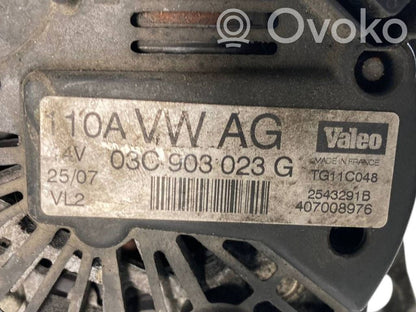 Ovoko
110A VW AG
14V 03C 903 023 G
25/07
VL2
Valeo
MADE IN FRANCE
TG11C048
2543291B
407008976